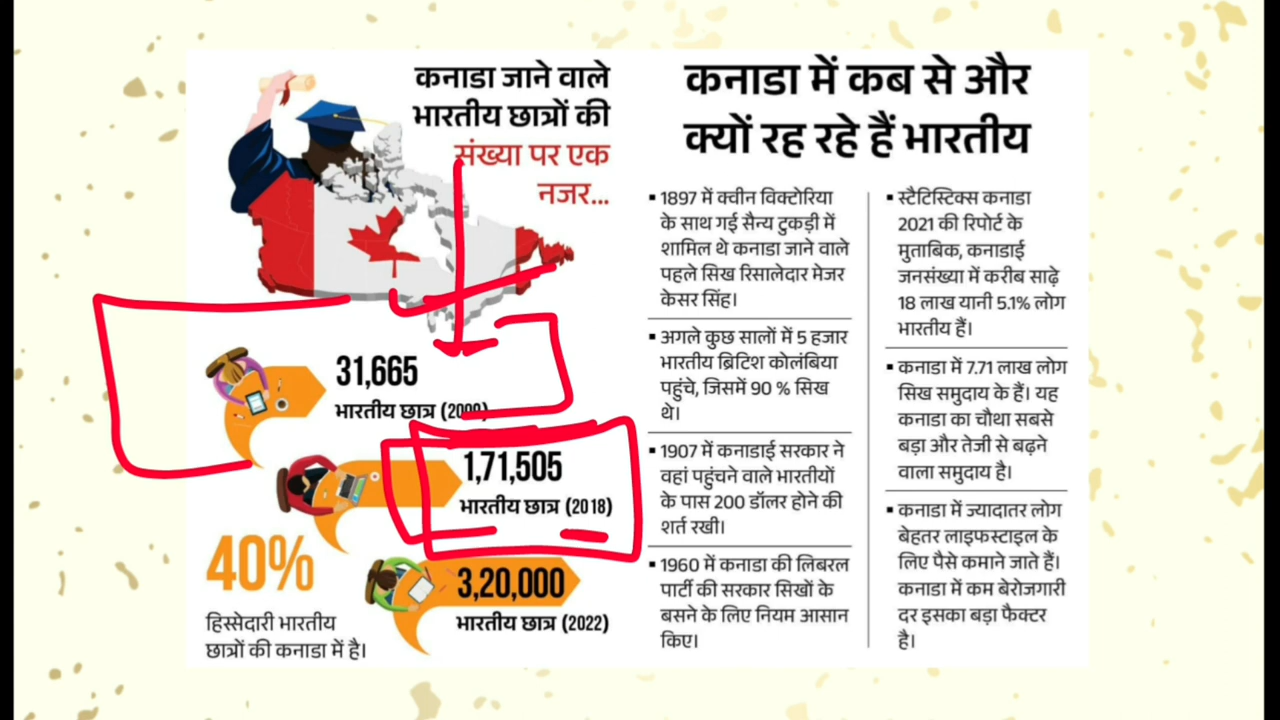 कनाडा जाने वाले
भारतीय छात्रों की
संख्या पर एक
नजर...
31,665
भारतीय छात्र
1,71,505
भारतीय छात्र (2018)
40%
हिस्सेदारी भारतीय
छात्रों की कनाडा में है।
3,20,000
भारतीय छात्र (2022)
कनाडा में कब से और
क्यों रह रहे हैं भारतीय
▪ 1897 में क्वीन विक्टोरिया
के साथ गई सैन्य टुकड़ी में
शामिल थे कनाडा जाने वाले
पहले सिख रिसालेदार मेजर
केसर सिंह।
▪ अगले कुछ सालों में 5 हजार
भारतीय ब्रिटिश कोलंबिया
पहुंचे, जिसमें 90 % सिख
थे।
▪ 1907 में कनाडाई सरकार ने
वहां पहुंचने वाले भारतीयों
के पास 200 डॉलर होने की
शर्त रखी।
▪ 1960 में कनाडा की लिबरल
पार्टी की सरकार सिखों के
बसने के लिए नियम आसान
किए।
▪ स्टैटिस्टिक्स कनाडा
2021 की रिपोर्ट के
मुताबिक, कनाडाई
जनसंख्या में करीब साढ़े
18 लाख यानी 5.1% लोग
भारतीय हैं।
▪ कनाडा में 7.71 लाख लोग
सिख समुदाय के हैं। यह
कनाडा का चौथा सबसे
बड़ा और तेजी से बढ़ने
वाला समुदाय है।
▪ कनाडा में ज्यादातर लोग
बेहतर लाइफस्टाइल के
लिए पैसे कमाने जाते हैं।
कनाडा में कम बेरोजगारी
दर इसका बड़ा फैक्टर
है।